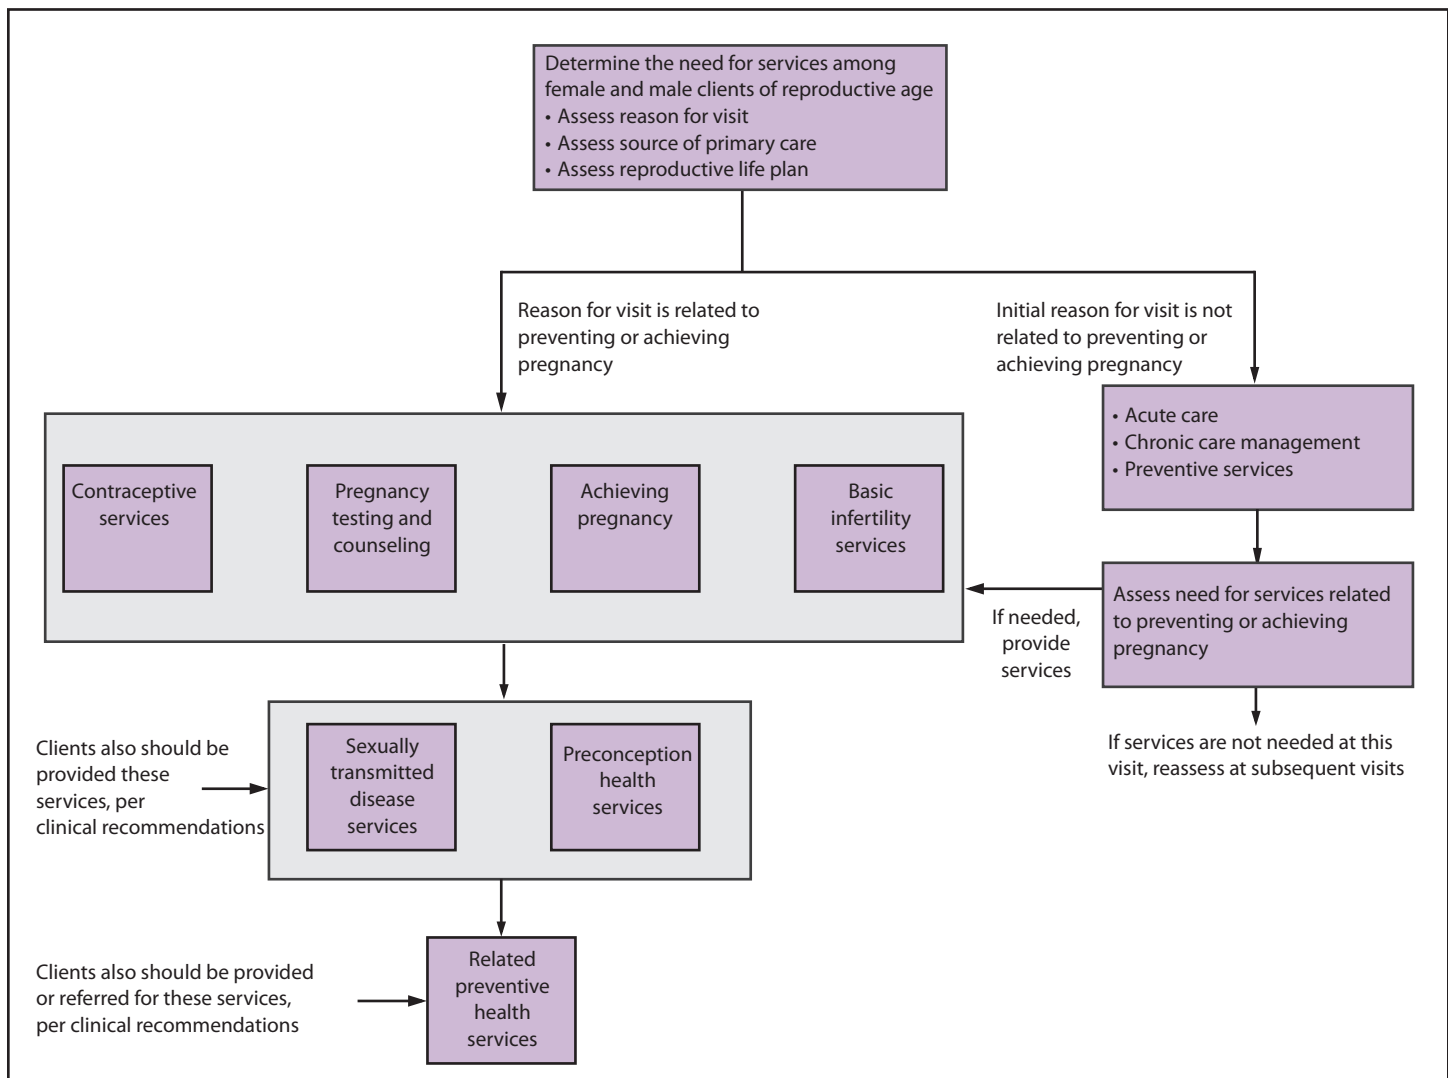 Determine the need for services among
female and male clients of reproductive age
• Assess reason for visit
• Assess source of primary care
• Assess reproductive life plan
Reason for visit is related to
preventing or achieving
pregnancy
Initial reason for visit is not
related to preventing or
achieving pregnancy
• Acute care
• Chronic care management
• Preventive services
Contraceptive
services
Pregnancy
testing and
counseling
Achieving
pregnancy
Basic
infertility
services
Assess need for services related
to preventing or achieving
pregnancy
If needed,
provide
services
If services are not needed at this
visit, reassess at subsequent visits
Clients also should be
provided these
services, per
clinical recommendations
Sexually
transmitted
disease
services
Preconception
health
services
Clients also should be provided
or referred for these services,
per clinical recommendations
Related
preventive
health
services